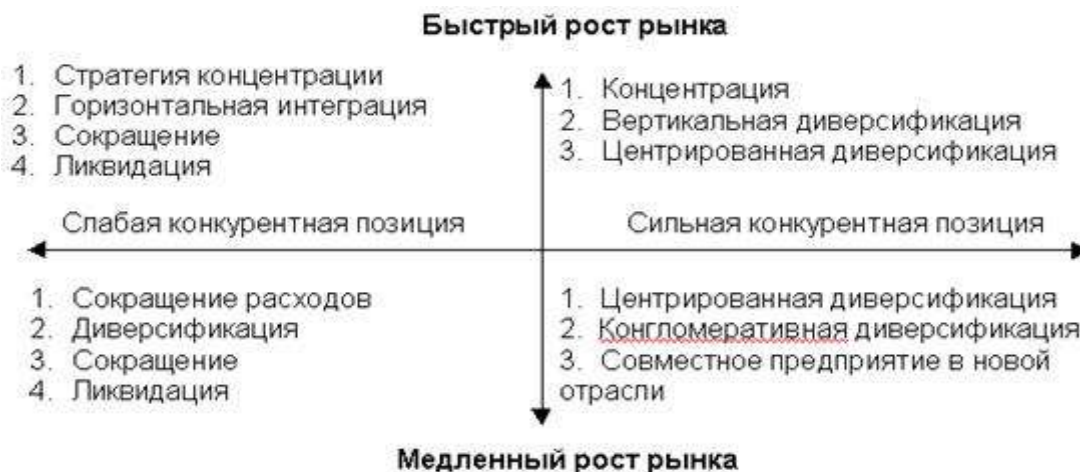 Быстрый рост рынка
1. Стратегия концентрации
2. Горизонтальная интеграция
3. Сокращение
4. Ликвидация
1. Концентрация
2. Вертикальная диверсификация
3. Центрированная диверсификация
Слабая конкурентная позиция
Сильная конкурентная позиция
1. Сокращение расходов
2. Диверсификация
3. Сокращение
4. Ликвидация
1. Центрированная диверсификация
2. Конгломеративная диверсификация
3. Совместное предприятие в новой
отрасли
Медленный рост рынка